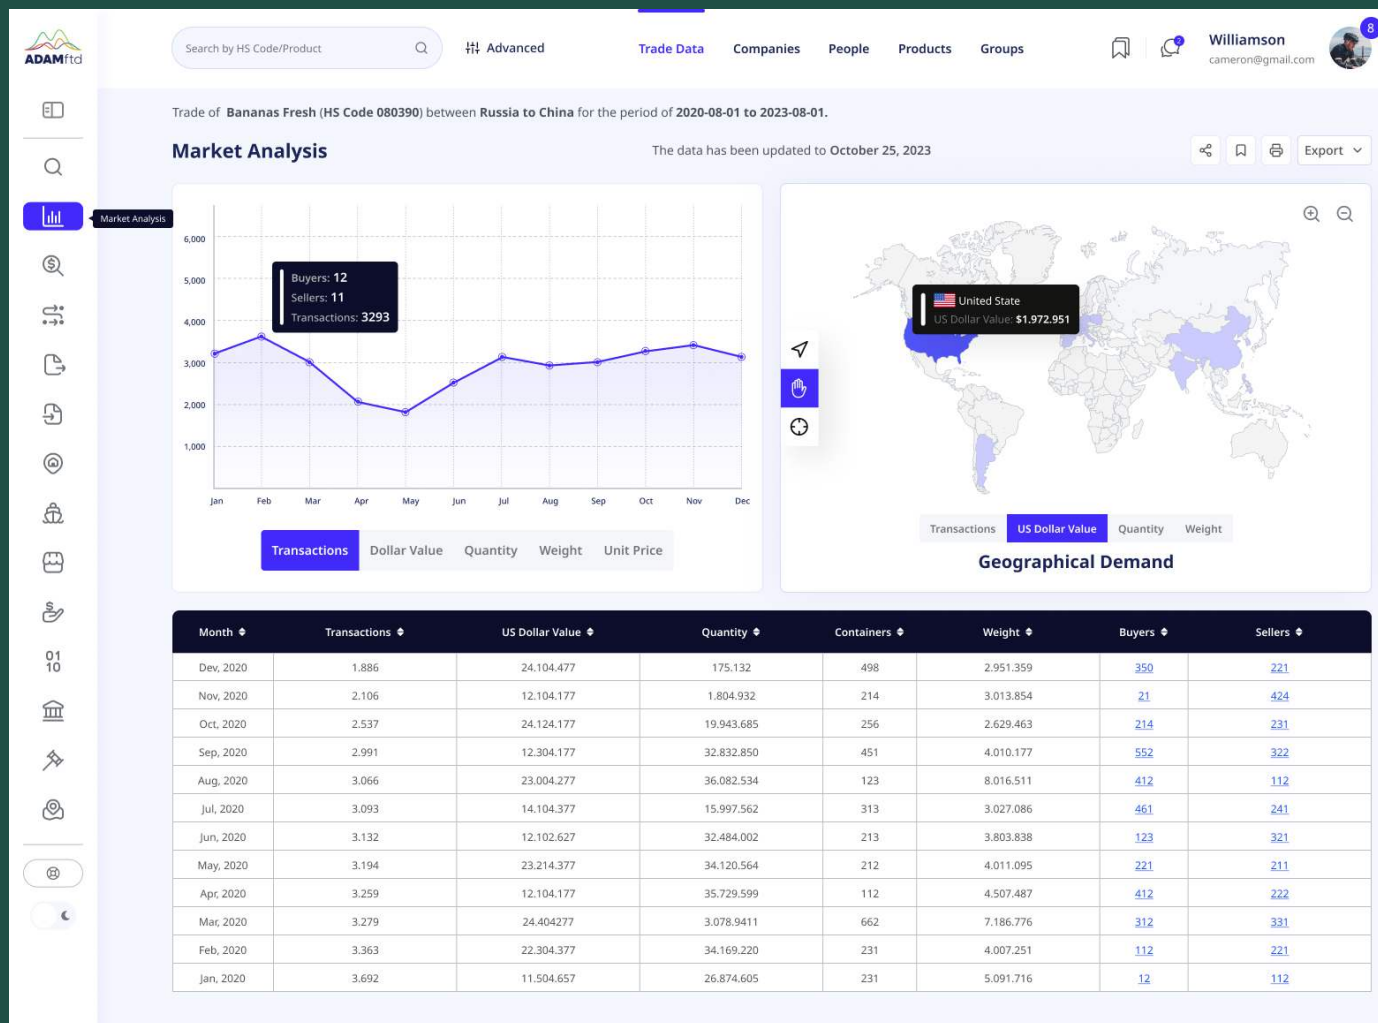 ADAMftd
Search by HS Code/Product
Advanced
Trade Data
Companies
People
Products
Groups
2
Williamson
cameron@gmail.com
8
Trade of Bananas Fresh (HS Code 080390) between Russia to China for the period of 2020-08-01 to 2023-08-01.
Market Analysis
The data has been updated to October 25, 2023
Export
Market Analysis
6,000
5,000
4,000
3,000
2,000
1,000
Buyers: 12
Sellers: 11
Transactions: 3293
Jan Feb Mar Apr May Jun Jul Aug Sep Oct Nov Dec
Transactions Dollar Value Quantity Weight Unit Price
United State
US Dollar Value: $1.972.951
Transactions US Dollar Value Quantity Weight
Geographical Demand
01
10
Month Transactions US Dollar Value Quantity Containers Weight Buyers Sellers
Dev, 2020 1.886 24.104.477 175.132 498 2.951.359 350 221
Nov, 2020 2.106 12.104.177 1.804.932 214 3.013.854 21 424
Oct, 2020 2.537 24.124.177 19.943.685 256 2.629.463 214 231
Sep, 2020 2.991 12.304.177 32.832.850 451 4.010.177 552 322
Aug, 2020 3.066 23.004.277 36.082.534 123 8.016.511 412 112
Jul, 2020 3.093 14.104.377 15.997.562 313 3.027.086 461 241
Jun, 2020 3.132 12.102.627 32.484.002 213 3.803.838 123 321
May, 2020 3.194 23.214.377 34.120.564 212 4.011.095 221 211
Apr, 2020 3.259 12.104.177 35.729.599 112 4.507.487 412 222
Mar, 2020 3.279 24.404277 3.078.9411 662 7.186.776 312 331
Feb, 2020 3.363 22.304.377 34.169.220 231 4.007.251 112 221
Jan, 2020 3.692 11.504.657 26.874.605 231 5.091.716 12 112